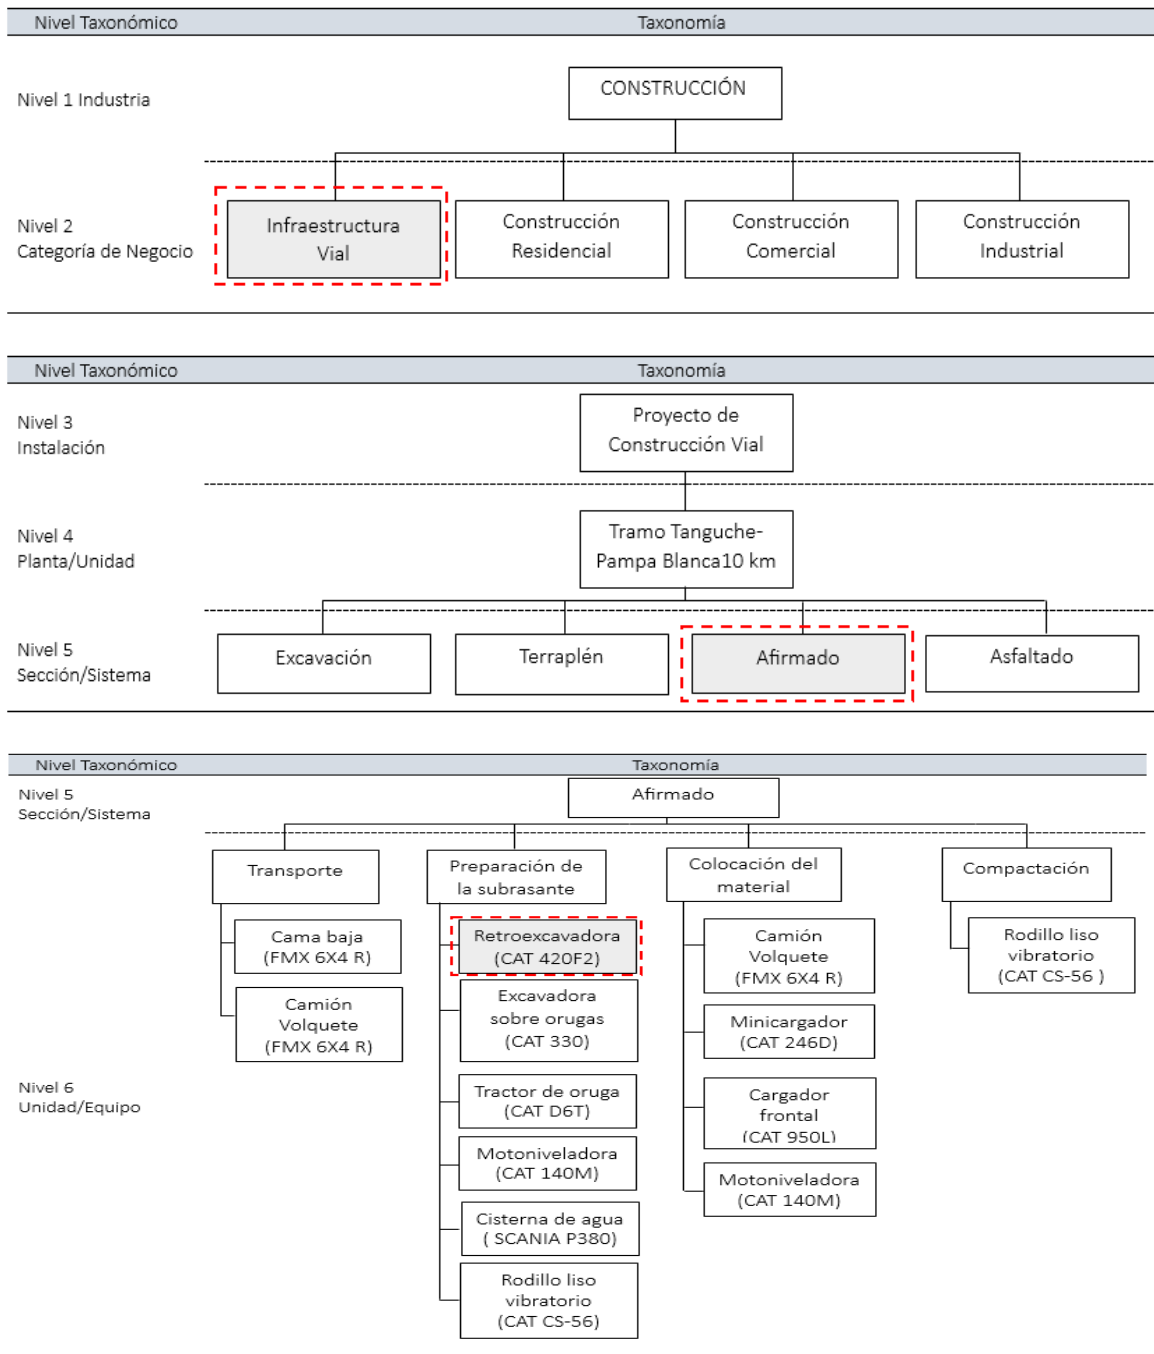 Nivel Taxonómico Taxonomía
Nivel 1 Industria
CONSTRUCCIÓN
Nivel 2
Categoría de Negocio
Infraestructura
Vial
Construcción
Residencial
Construcción
Comercial
Construcción
Industrial
Nivel Taxonómico Taxonomía
Nivel 3
Instalación
Proyecto de
Construcción Vial
Nivel 4
Planta/Unidad
Tramo Tanguche-
Pampa Blanca10 km
Nivel 5
Sección/Sistema
Excavación
Terraplén
Afirmado
Asfaltado
Nivel Taxonómico Taxonomía
Nivel 5
Sección/Sistema
Afirmado
Nivel 6
Unidad/Equipo
Transporte
Cama baja
(FMX 6X4 R)
Camión
Volquete
(FMX 6X4 R)
Preparación de
la subrasante
Retroexcavadora
(CAT 420F2)
Excavadora
sobre orugas
(CAT 330)
Tractor de oruga
(CAT D6T)
Motoniveladora
(CAT 140M)
Cisterna de agua
( SCANIA P380)
Rodillo liso
vibratorio
(CAT CS-56)
Colocación del
material
Camión
Volquete
(FMX 6X4 R)
Minicargador
(CAT 246D)
Cargador
frontal
(CAT 950L)
Motoniveladora
(CAT 140M)
Compactación
Rodillo liso
vibratorio
(CAT CS-56 )